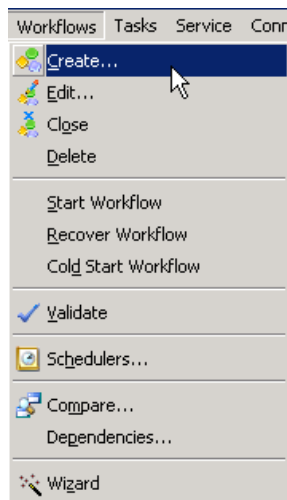 Workflows Tasks Service Conr
Create...
Edit...
Close
Delete
Start Workflow
Recover Workflow
Cold Start Workflow
Validate
Schedulers...
Compare...
Dependencies...
Wizard